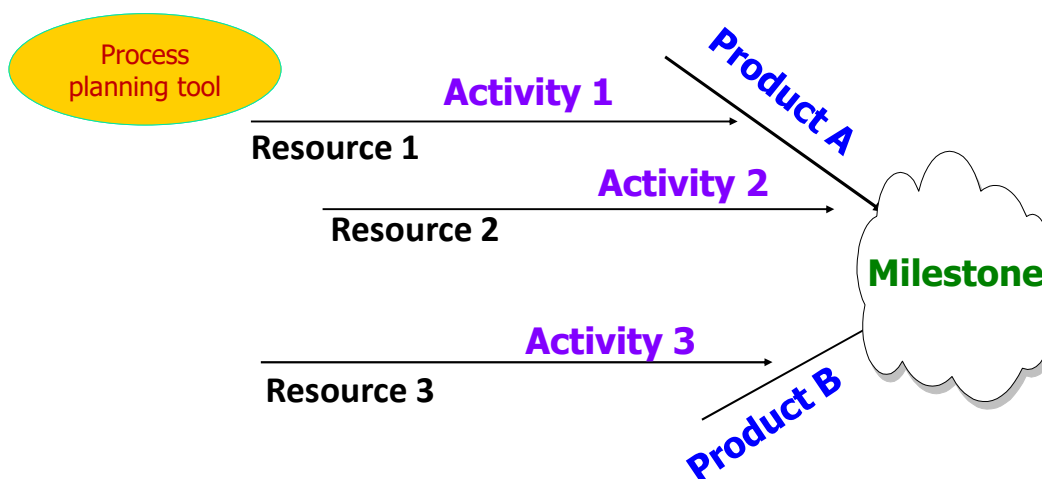 Process
planning tool
Activity 1
Product A
Resource 1
Activity 2
Resource 2
Milestone
Activity 3
Resource 3
Product B